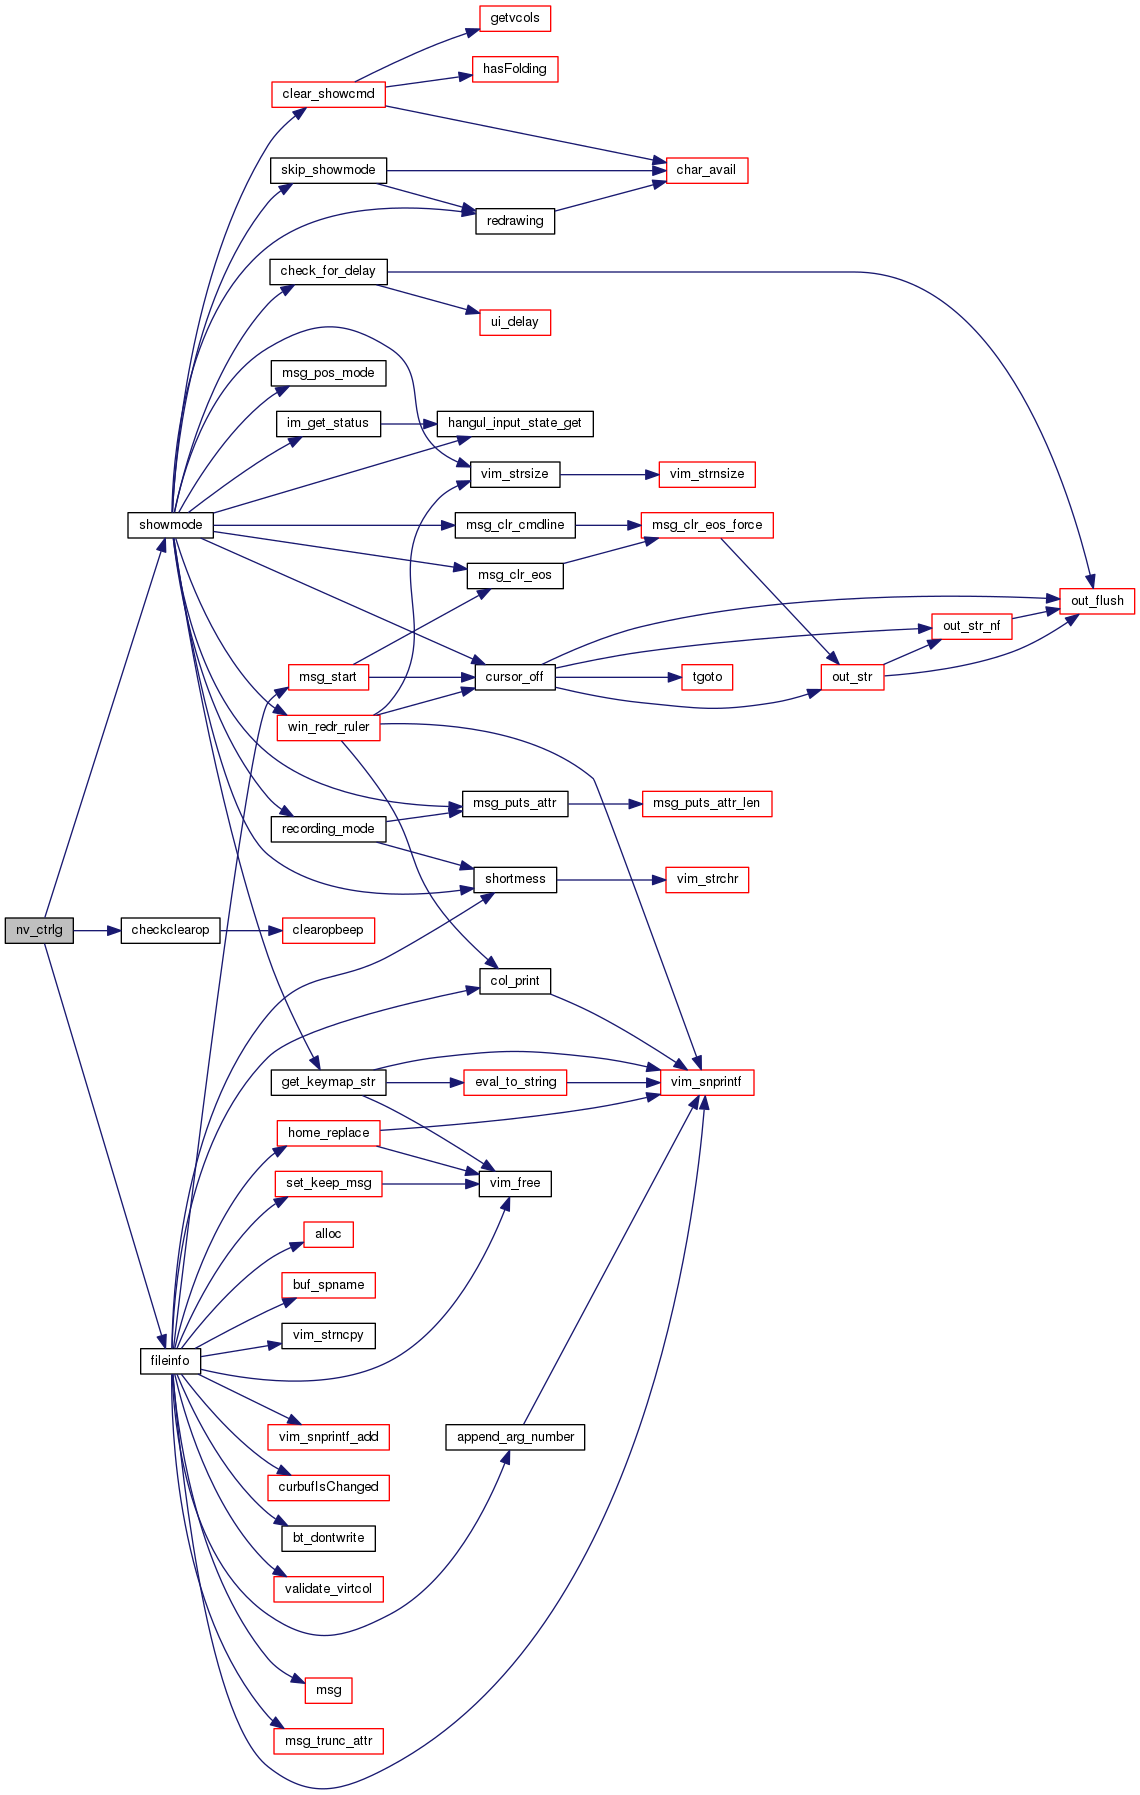 getvcols
hasFolding
clear_showcmd
skip_showmode
char_avail
redrawing
check_for_delay
ui_delay
msg_pos_mode
im_get_status
hangul_input_state_get
vim_strsize
vim_strnsize
showmode
msg_clr_cmdline
msg_clr_eos_force
msg_clr_eos
out_flush
out_str_nf
msg_start
cursor_off
tgoto
out_str
win_redr_ruler
msg_puts_attr
msg_puts_attr_len
recording_mode
shortmess
vim_strchr
nv_ctrlg
checkclearop
clearopbeep
col_print
get_keymap_str
eval_to_string
vim_snprintf
home_replace
set_keep_msg
vim_free
alloc
buf_spname
vim_strncpy
fileinfo
vim_snprintf_add
append_arg_number
curbufIsChanged
bt_dontwrite
validate_virtcol
msg
msg_trunc_attr